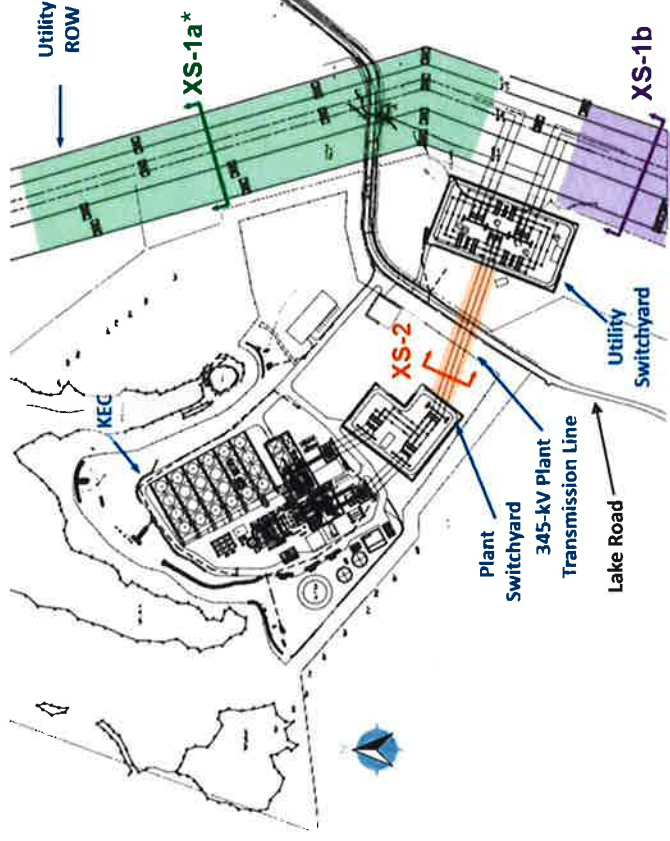 Utility
ROW
XS-1a*
KEC
XS-2
XS-1b
Utility
Switchyard
Plant
Switchyard
345-kV Plant
Transmission Line
Lake Road